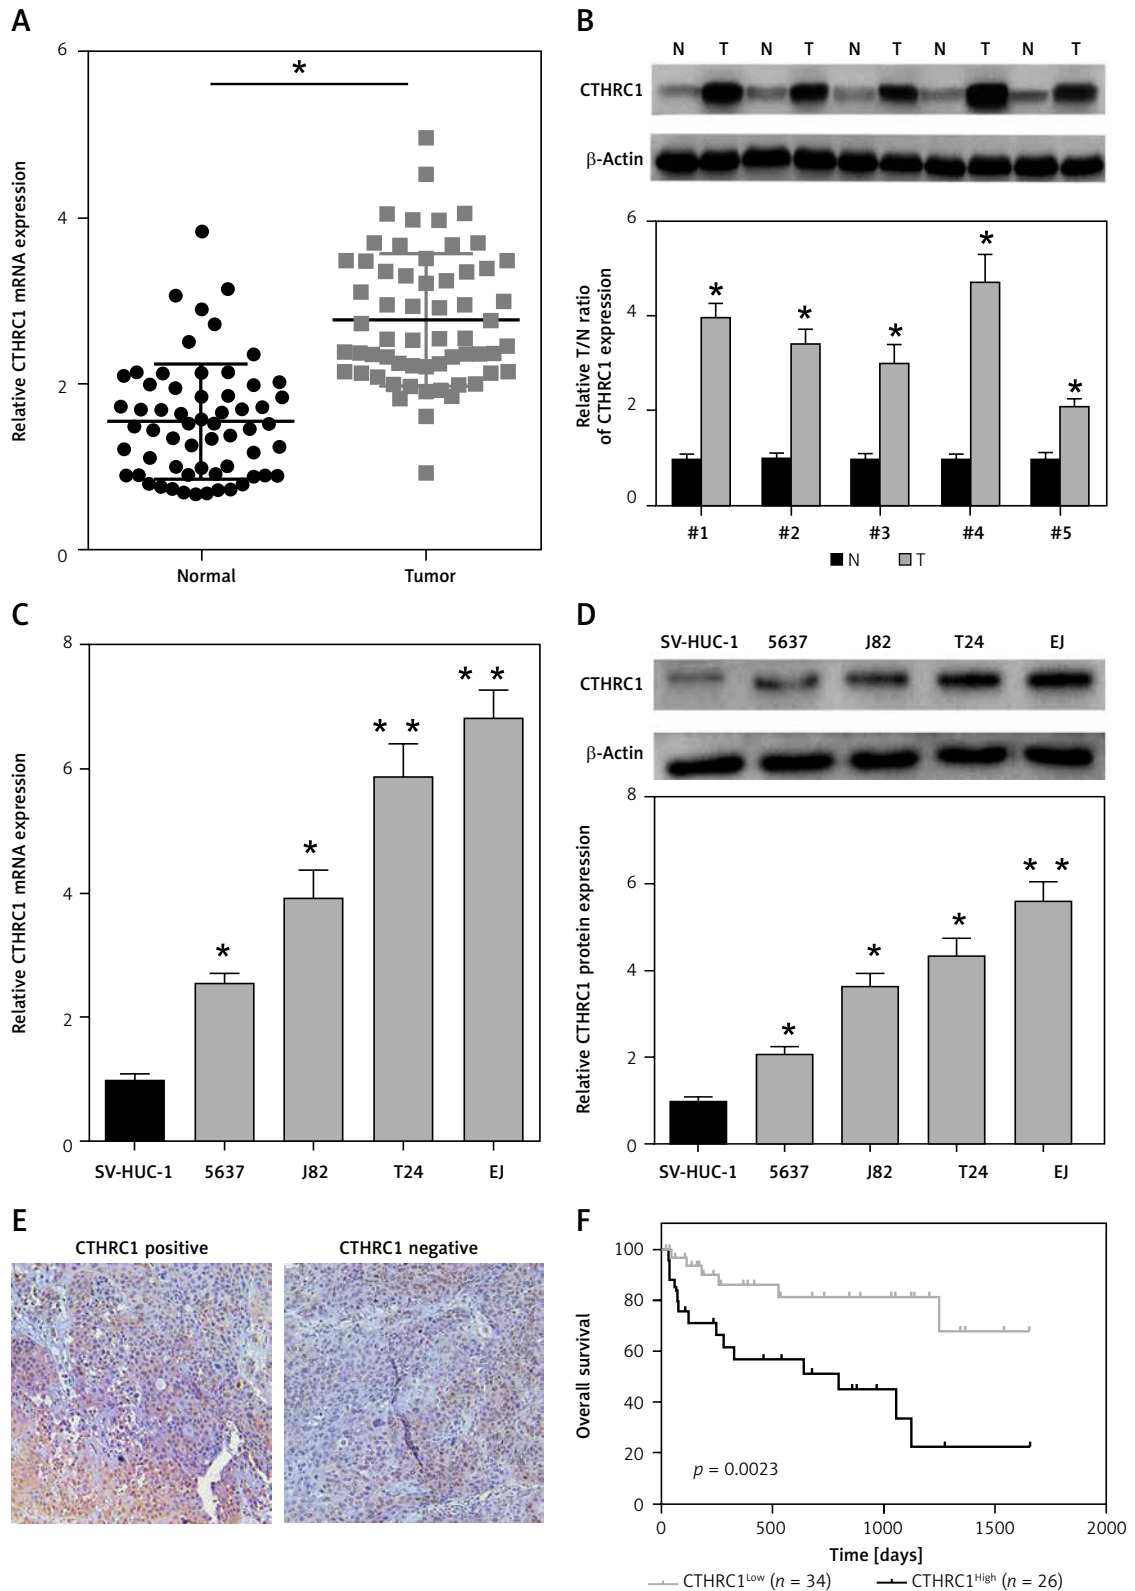 A
6
4
2
0
Relative CTHRC1 mRNA expression
*
Normal Tumor
B
N T N T N T N T N T
CTHRC1
β-Actin
6
4
2
0
Relative T/N ratio
of CTHRC1 expression
* * * * *
#1 #2 #3 #4 #5
N T
C
8
6
4
2
0
Relative CTHRC1 mRNA expression
* * ** **
SV-HUC-1 5637 J82 T24 EJ
D
SV-HUC-1 5637 J82 T24 EJ
CTHRC1
β-Actin
8
6
4
2
0
Relative CTHRC1 protein expression
* * * **
SV-HUC-1 5637 J82 T24 EJ
E
CTHRC1 positive CTHRC1 negative
F
100
80
60
40
20
0
Overall survival
p = 0.0023
0 500 1000 1500 2000
Time [days]
CTHRC1Low (n = 34) CTHRC1High (n = 26)